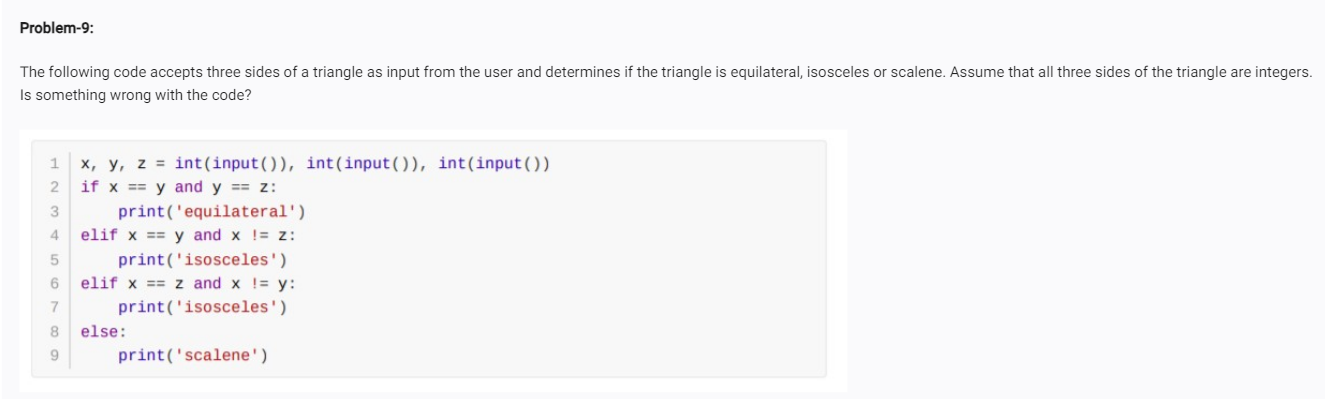 Problem-9:
The following code accepts three sides of a triangle as input from the user and determines if the triangle is equilateral, isosceles or scalene. Assume that all three sides of the triangle are integers.
Is something wrong with the code?
1 x, y, z = int(input()), int(input()), int(input())
2 if x == y and y == z:
3     print('equilateral')
4 elif x == y and x != z:
5     print('isosceles')
6 elif x == z and x != y:
7     print('isosceles')
8 else:
9     print('scalene')